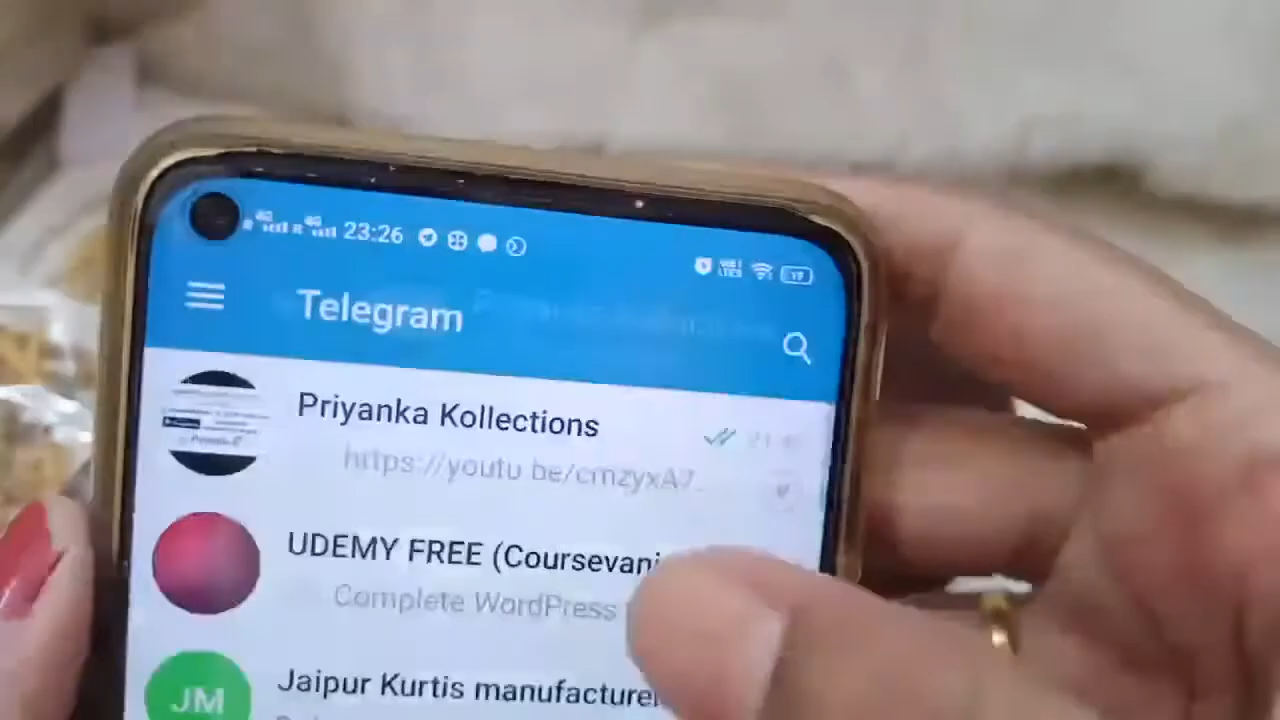 23:26
Telegram
Priyanka Kollections
https://youtu be/cmzyxA7...
UDEMY FREE (Coursevani
Complete WordPress
JM
Jaipur Kurtis manufacturer